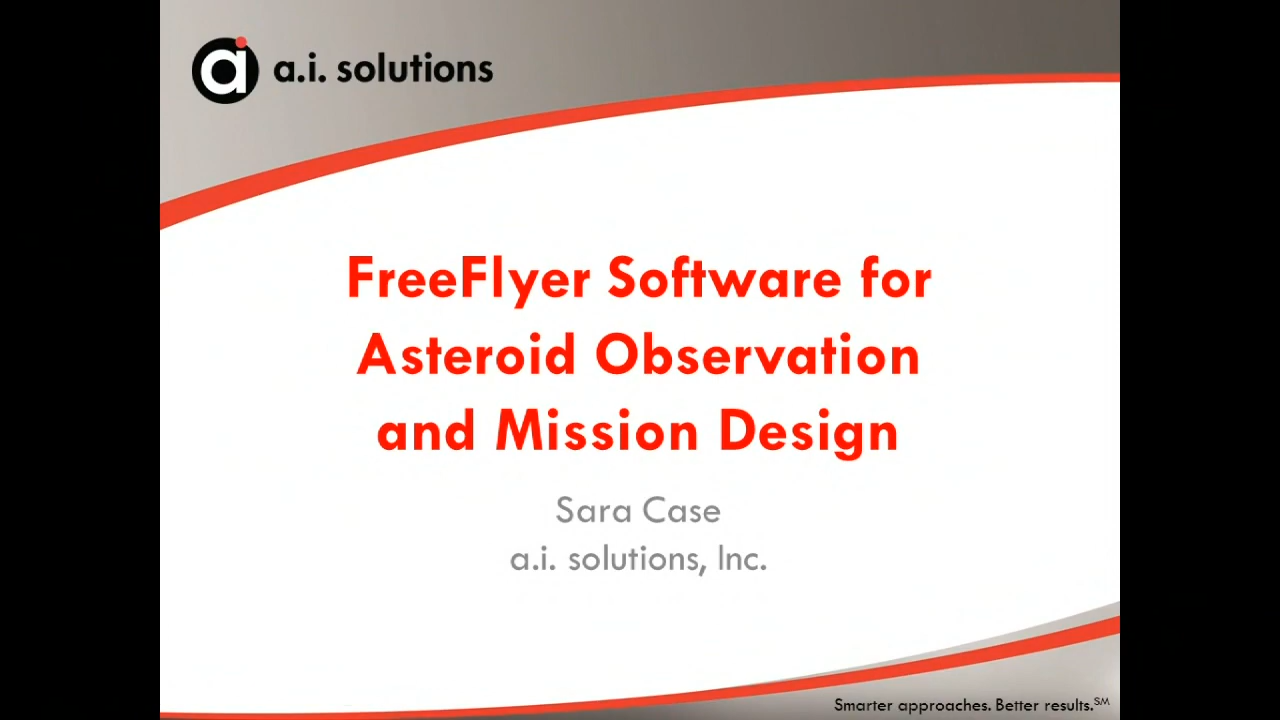 a.i. solutions
FreeFlyer Software for
Asteroid Observation
and Mission Design
Sara Case
a.i. solutions, Inc.
Smarter approaches. Better results.℠